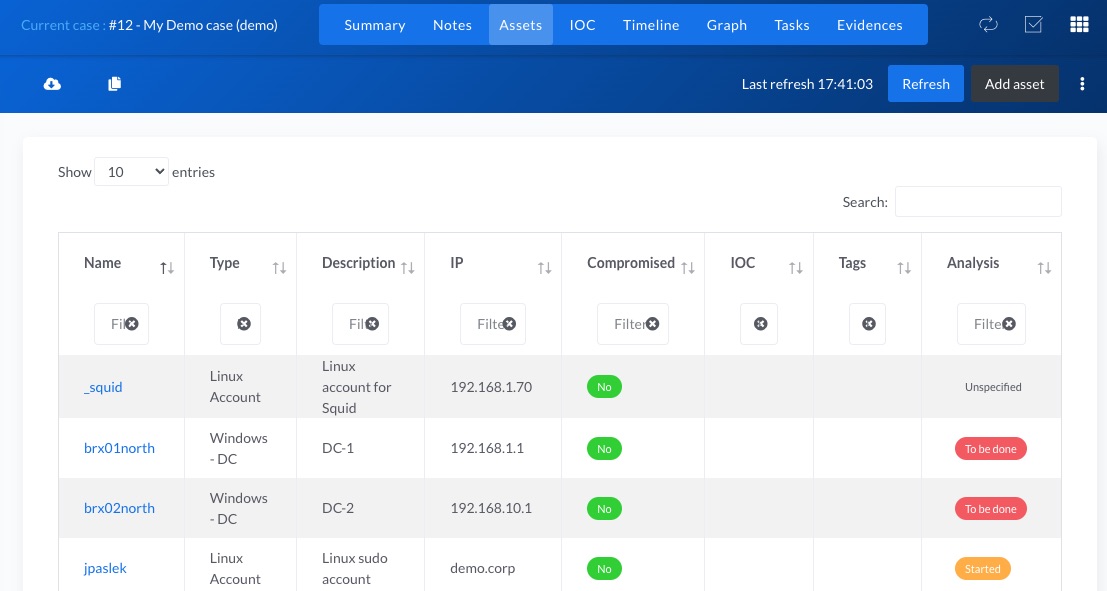 Current case : #12 - My Demo case (demo) Summary Notes Assets IOC Timeline Graph Tasks Evidences
Last refresh 17:41:03 Refresh Add asset
Show 10 entries
Search:
Name Type Description IP Compromised IOC Tags Analysis
Fil Fil Filte Filter Filte
_squid Linux Account Linux account for Squid 192.168.1.70 No Unspecified
brx01north Windows - DC DC-1 192.168.1.1 No To be done
brx02north Windows - DC DC-2 192.168.10.1 No To be done
jpaslek Linux Account Linux sudo account demo.corp No Started